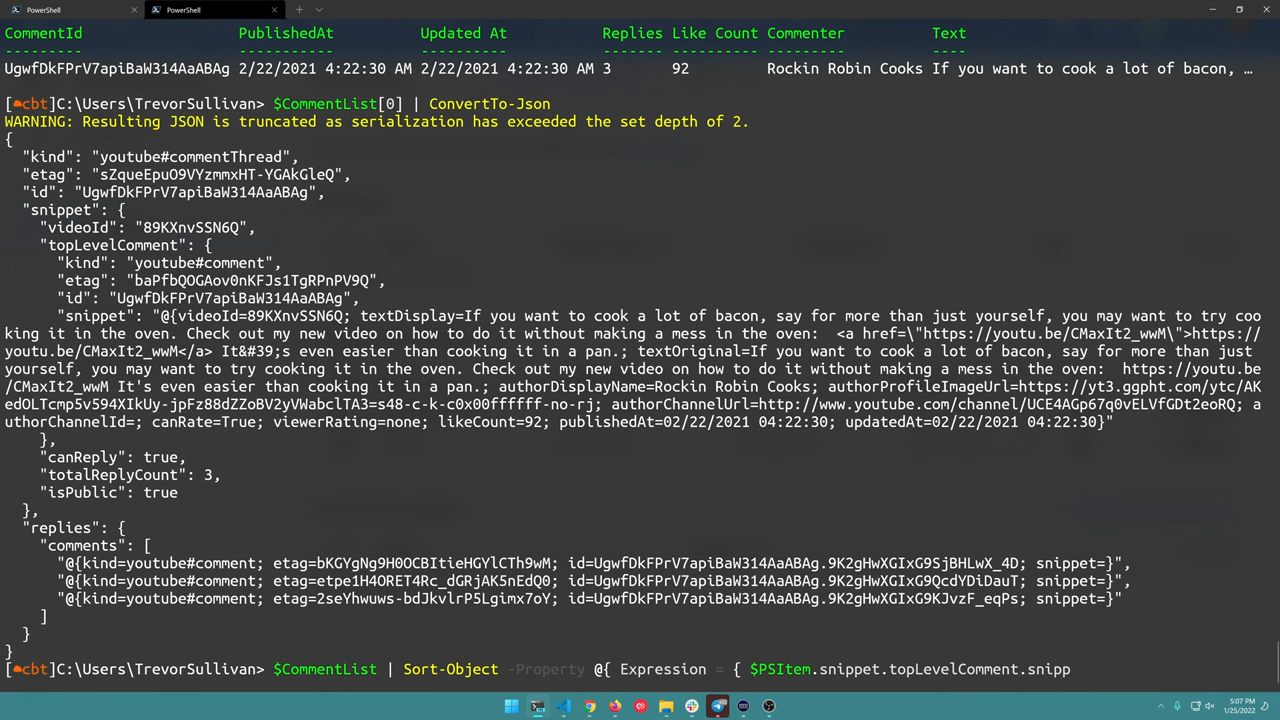 PowerShell
PowerShell
CommentId PublishedAt Updated At Replies Like Count Commenter Text
--------- ----------- ---------- ------- ---------- --------- ----
UgwfDkFPrV7apiBaW314AaABAg 2/22/2021 4:22:30 AM 2/22/2021 4:22:30 AM 3 92 Rockin Robin Cooks If you want to cook a lot of bacon, …
[cbt]C:\Users\TrevorSullivan> $CommentList[0] | ConvertTo-Json
WARNING: Resulting JSON is truncated as serialization has exceeded the set depth of 2.
{
"kind": "youtube#commentThread",
"etag": "sZqueEpuO9VYzmmxHT-YGAkGleQ",
"id": "UgwfDkFPrV7apiBaW314AaABAg",
"snippet": {
"videoId": "89KXnvSSN6Q",
"topLevelComment": {
"kind": "youtube#comment",
"etag": "baPfbQOGAov0nKFJs1TgRPnPV9Q",
"id": "UgwfDkFPrV7apiBaW314AaABAg",
"snippet": "@{videoId=89KXnvSSN6Q; textDisplay=If you want to cook a lot of bacon, say for more than just yourself, you may want to try coo
king it in the oven. Check out my new video on how to do it without making a mess in the oven:  <a href=\"https://youtu.be/CMaxIt2_wwM\">https://
youtu.be/CMaxIt2_wwM</a> It&#39;s even easier than cooking it in a pan.; textOriginal=If you want to cook a lot of bacon, say for more than just
yourself, you may want to try cooking it in the oven. Check out my new video on how to do it without making a mess in the oven:  https://youtu.be
/CMaxIt2_wwM It's even easier than cooking it in a pan.; authorDisplayName=Rockin Robin Cooks; authorProfileImageUrl=https://yt3.ggpht.com/ytc/AK
edOLTcmp5v594XIkUy-jpFz88dZZoBV2yVWabclTA3=s48-c-k-c0x00ffffff-no-rj; authorChannelUrl=http://www.youtube.com/channel/UCE4AGp67q0vELVfGDt2eoRQ; a
uthorChannelId=; canRate=True; viewerRating=none; likeCount=92; publishedAt=02/22/2021 04:22:30; updatedAt=02/22/2021 04:22:30}"
},
"canReply": true,
"totalReplyCount": 3,
"isPublic": true
},
"replies": {
"comments": [
"@{kind=youtube#comment; etag=bKGYgNg9H0OCBItieHGYlCTh9wM; id=UgwfDkFPrV7apiBaW314AaABAg.9K2gHwXGIxG9SjBHLwX_4D; snippet=}",
"@{kind=youtube#comment; etag=etpe1H4ORET4Rc_dGRjAK5nEdQ0; id=UgwfDkFPrV7apiBaW314AaABAg.9K2gHwXGIxG9QcdYDiDauT; snippet=}",
"@{kind=youtube#comment; etag=2seYhwuws-bdJkvlrP5Lgimx7oY; id=UgwfDkFPrV7apiBaW314AaABAg.9K2gHwXGIxG9KJvzF_eqPs; snippet=}"
]
}
}
[cbt]C:\Users\TrevorSullivan> $CommentList | Sort-Object -Property @{ Expression = { $PSItem.snippet.topLevelComment.snipp
5:07 PM
1/25/2022